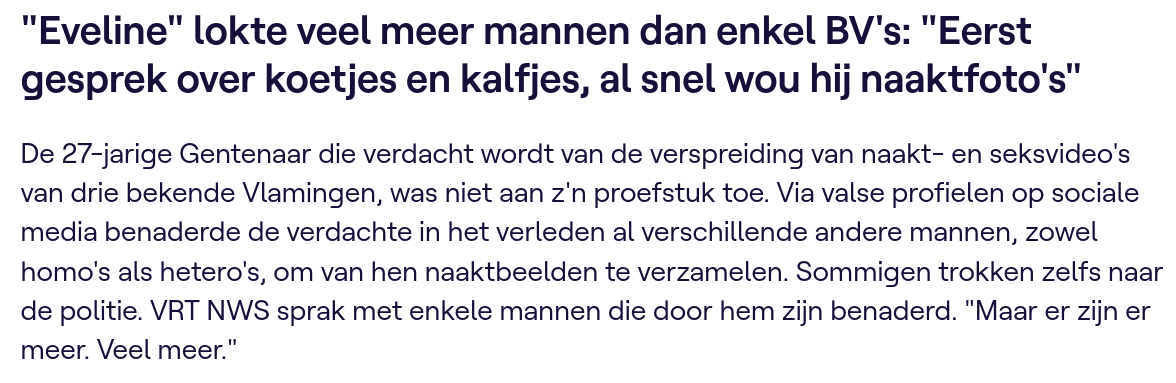 "Eveline" lokte veel meer mannen dan enkel BV's: "Eerst
gesprek over koetjes en kalfjes, al snel wou hij naaktfoto's"
De 27-jarige Gentenaar die verdacht wordt van de verspreiding van naakt- en seksvideo's
van drie bekende Vlamingen, was niet aan z'n proefstuk toe. Via valse profielen op sociale
media benaderde de verdachte in het verleden al verschillende andere mannen, zowel
homo's als hetero's, om van hen naaktbeelden te verzamelen. Sommigen trokken zelfs naar
de politie. VRT NWS sprak met enkele mannen die door hem zijn benaderd. "Maar er zijn er
meer. Veel meer."